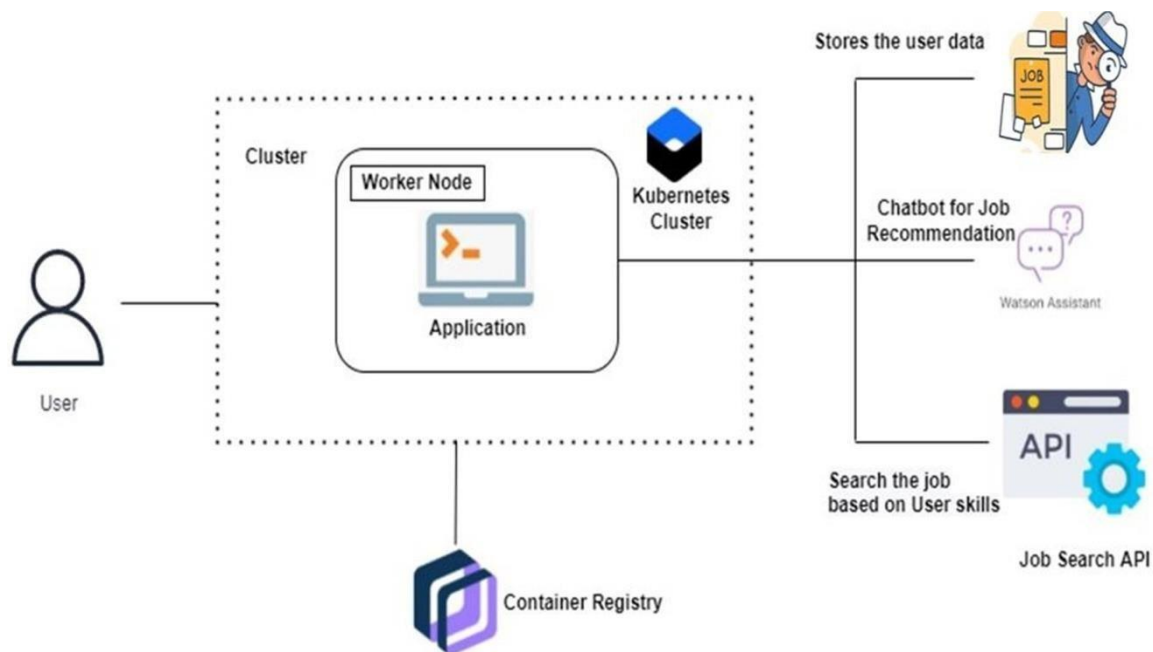 Stores the user data
JOB
Cluster
Worker Node
Kubernetes
Cluster
Application
User
Chatbot for Job
Recommendation
?
Watson Assistant
API
Search the job
based on User skills
Job Search API
Container Registry